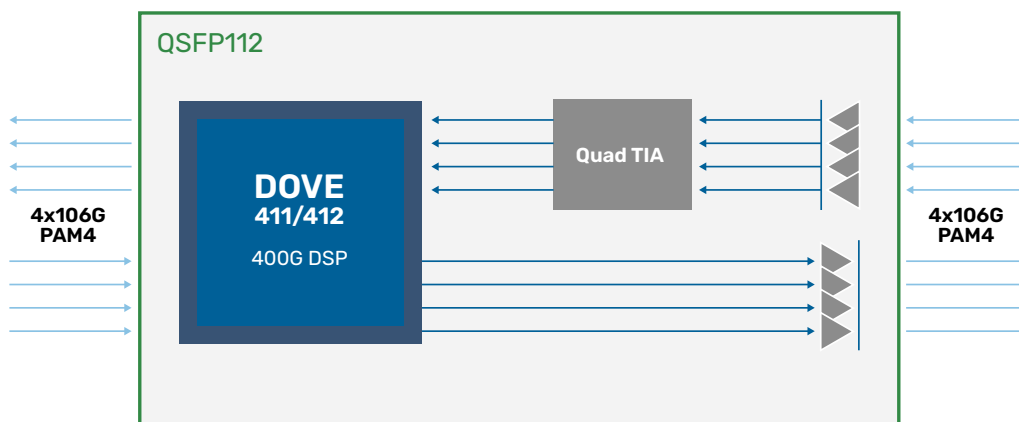 QSFP112
DOVE
411/412
400G DSP
Quad TIA
4x106G
PAM4
4x106G
PAM4